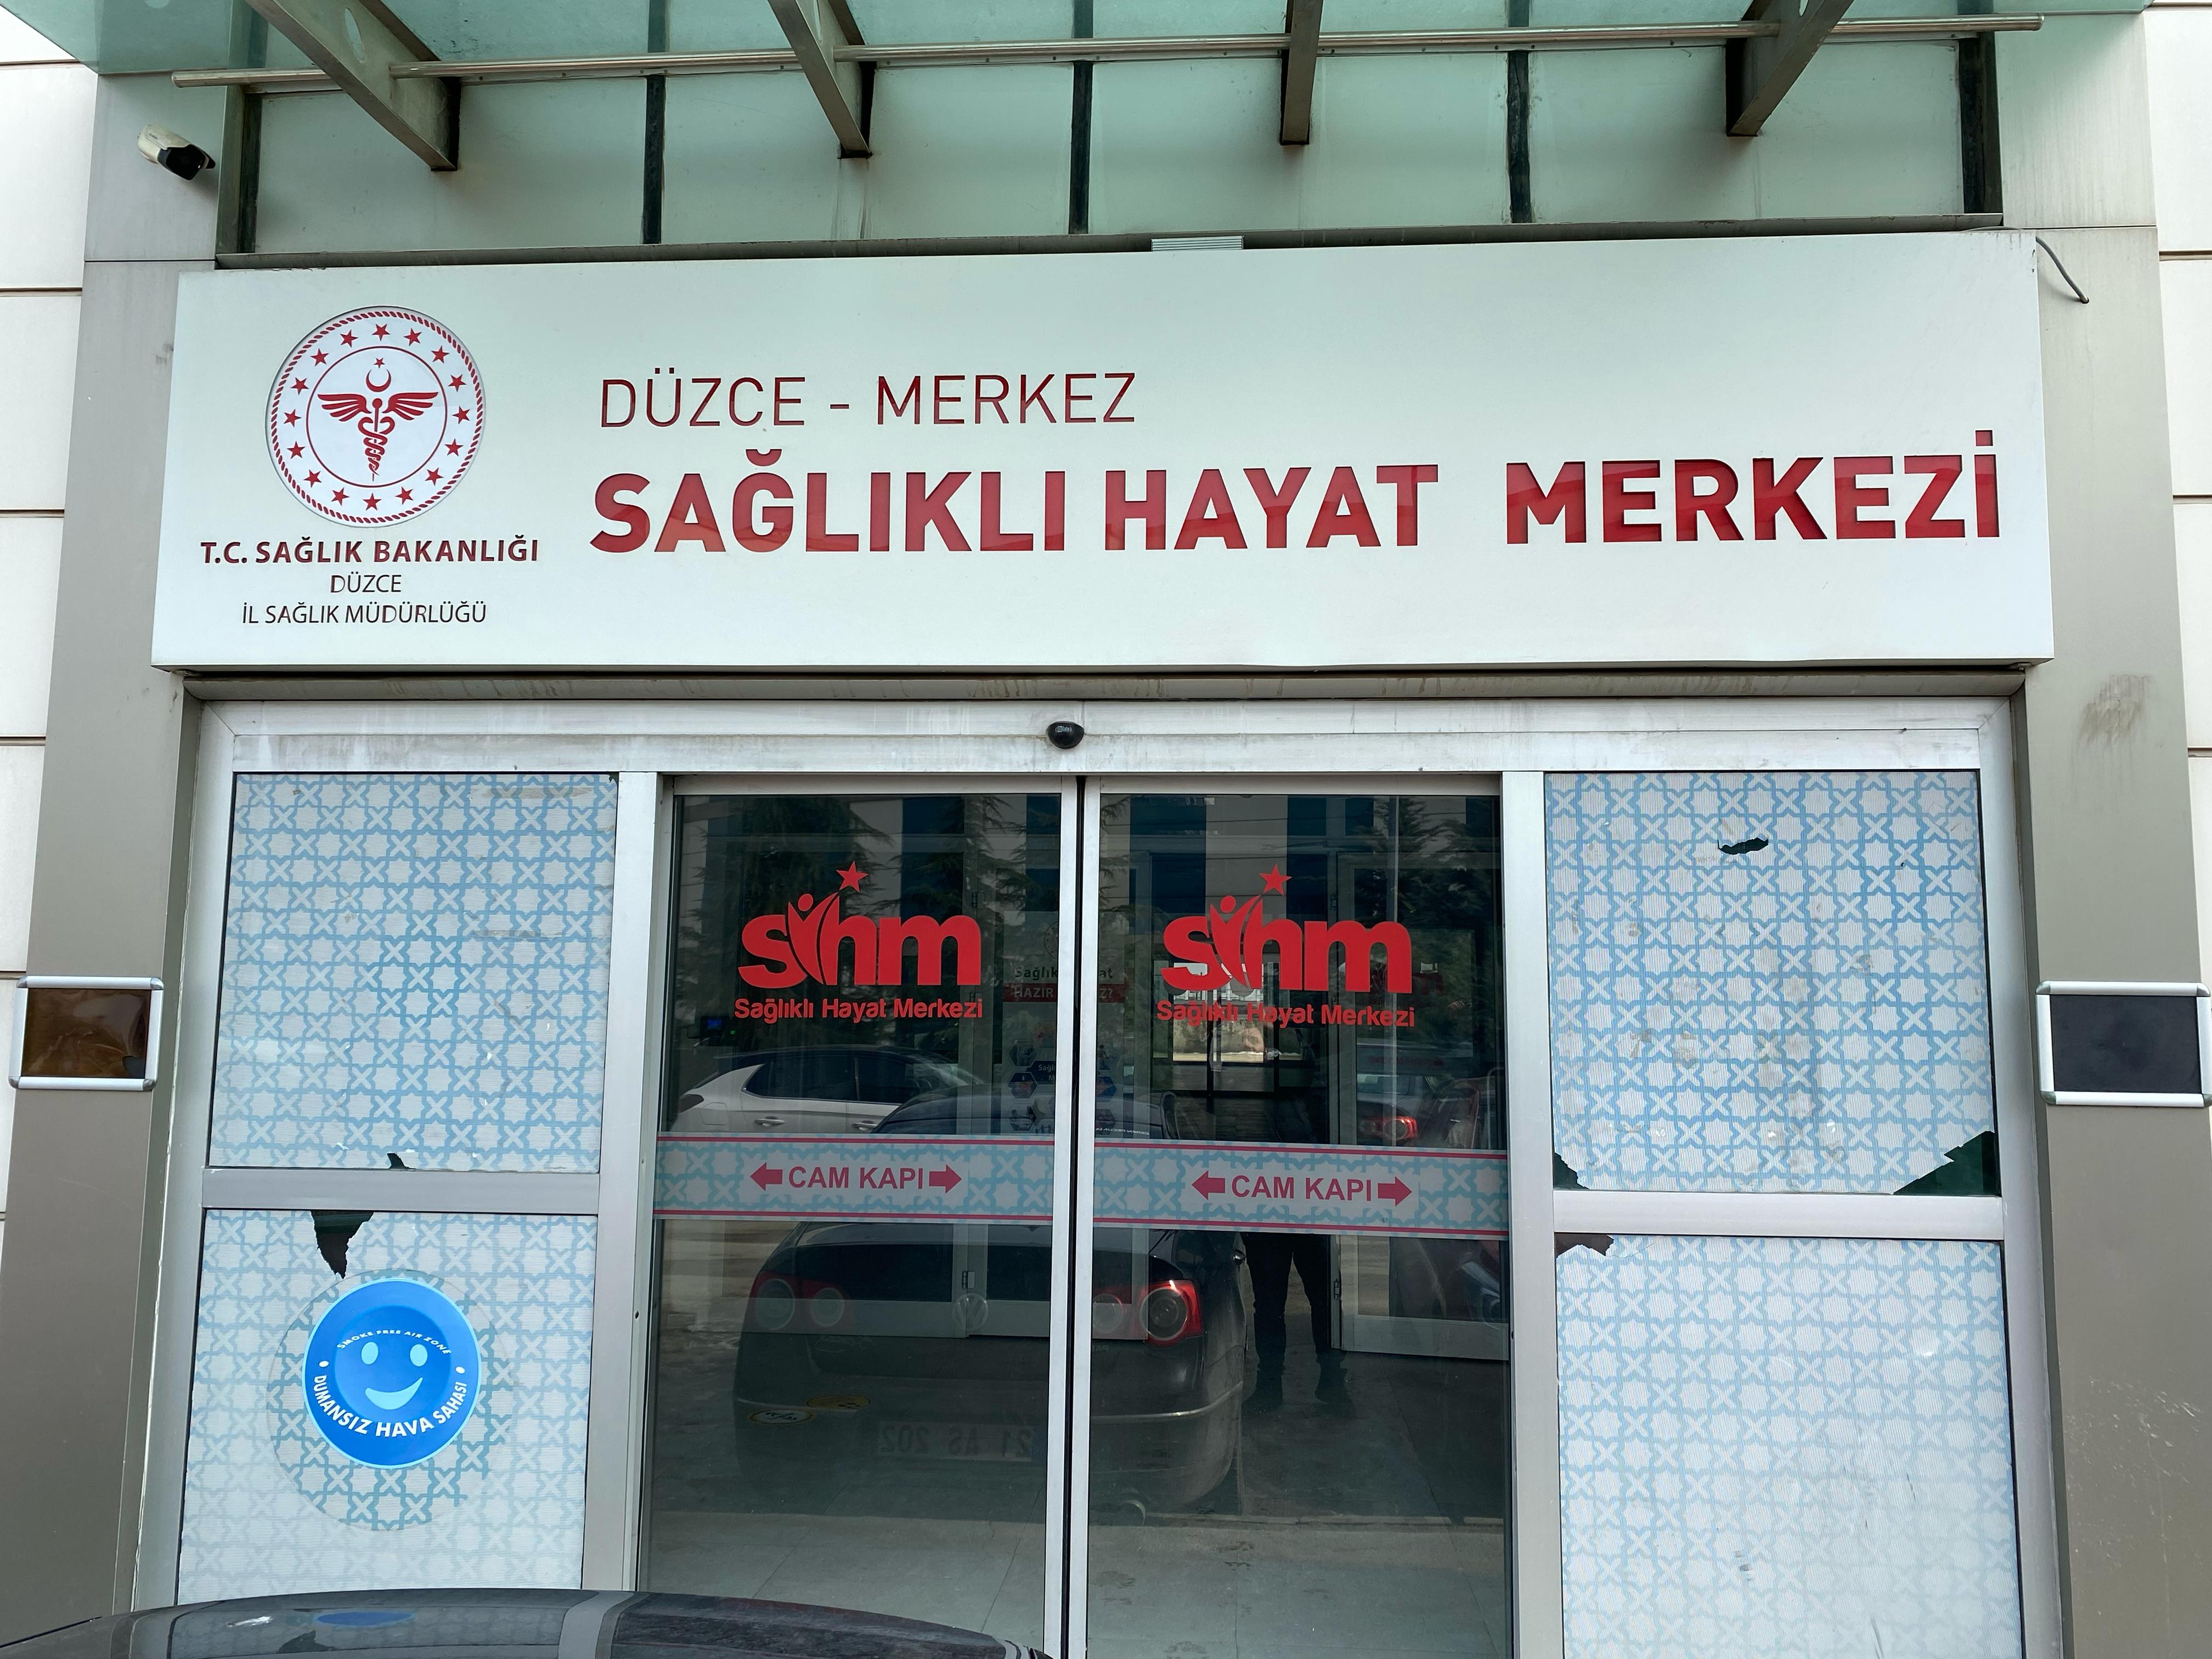 DÜZCE - MERKEZ
SAĞLIKLI HAYAT MERKEZİ
T.C. SAĞLIK BAKANLIĞI
DÜZCE
İL SAĞLIK MÜDÜRLÜĞÜ
shm
Sağlıklı Hayat Merkezi
shm
Sağlıklı Hayat Merkezi
CAM KAPI
CAM KAPI
SMOKE FREE AIR ZONE
DUMANSIZ HAVA SAHASI